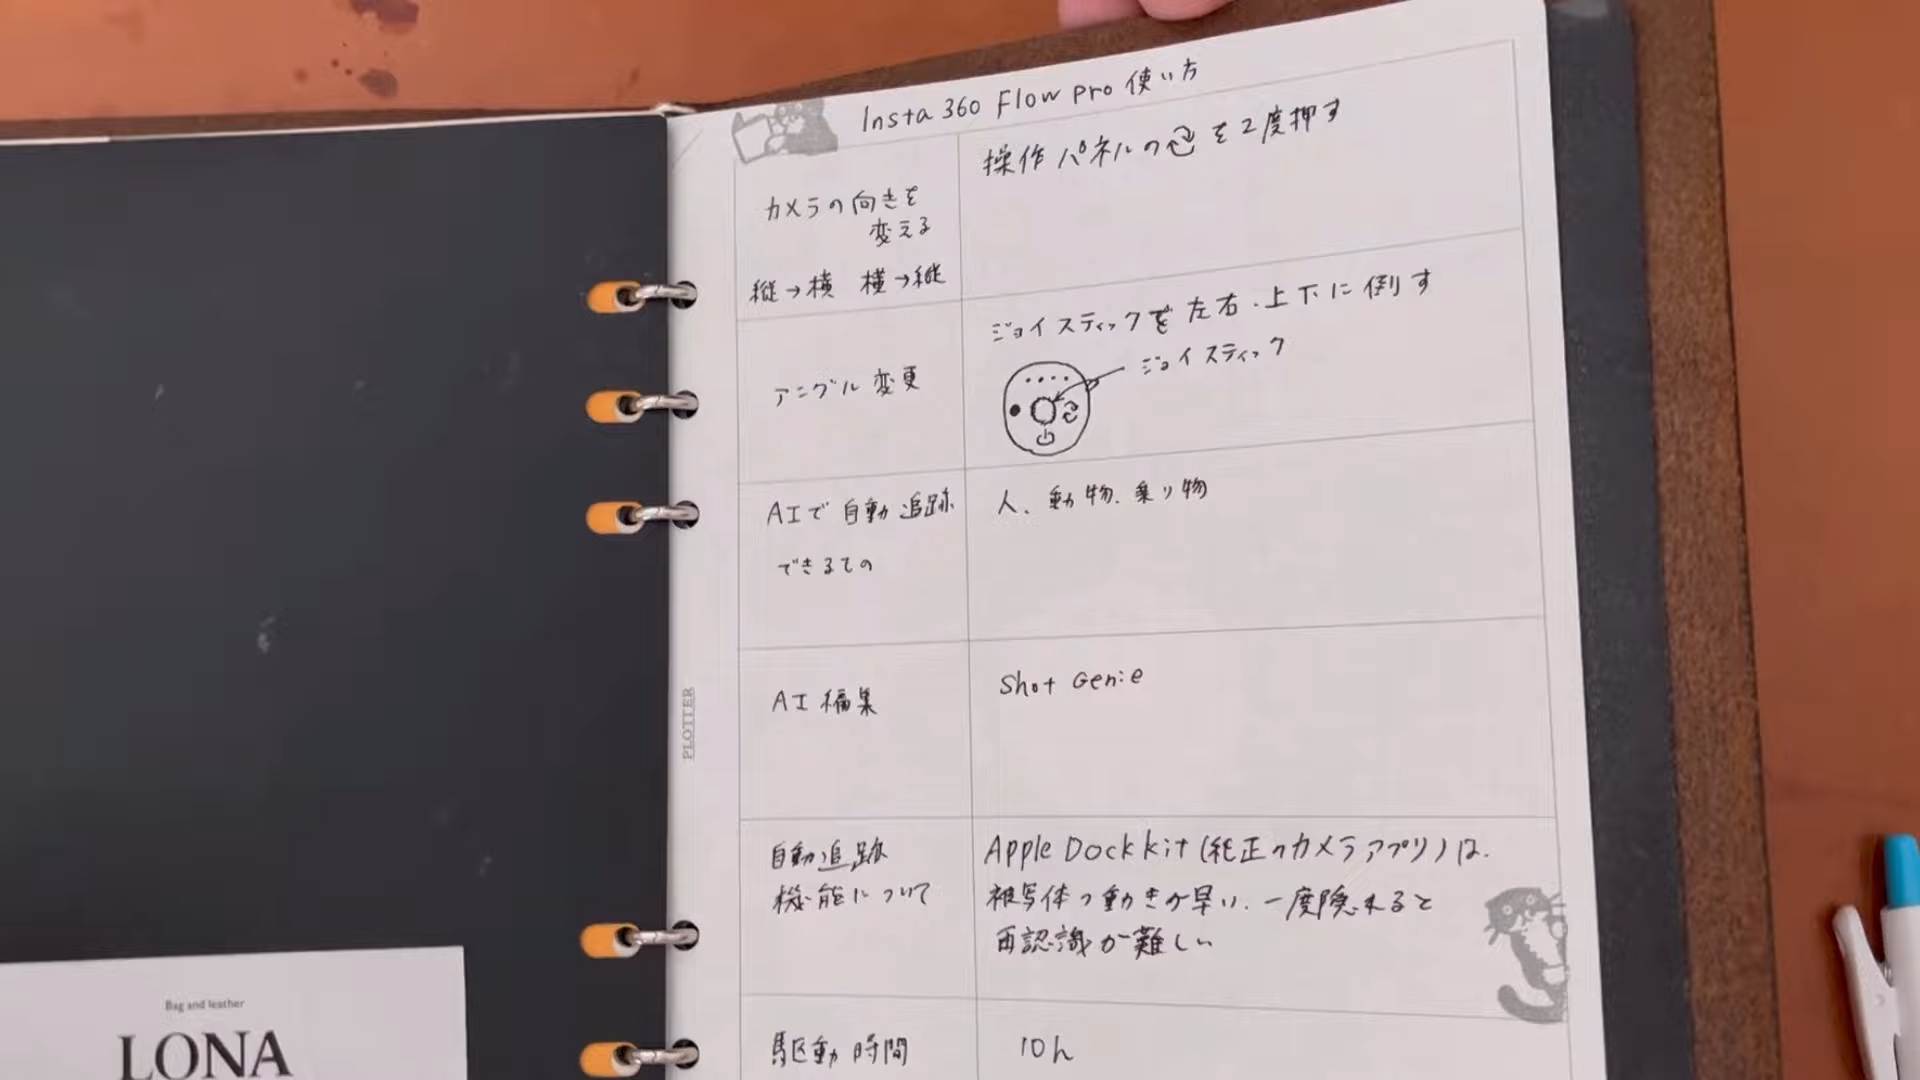 Insta 360 Flow pro 使い方
カメラの向きを
変える
縦→横 横→縦
操作パネルの を2度押す
アングル変更
ジョイスティックを左右・上下に倒す
ジョイスティック
AIで自動追跡
できるもの
人、動物、乗り物
AI編集
Shot Genie
自動追跡
機能について
Apple Dockkit (純正のカメラアプリ)は、
被写体の動きが早い、一度隠れると
再認識が難しい
駆動時間
10h
PLOTTER
Bag and leather
LONA